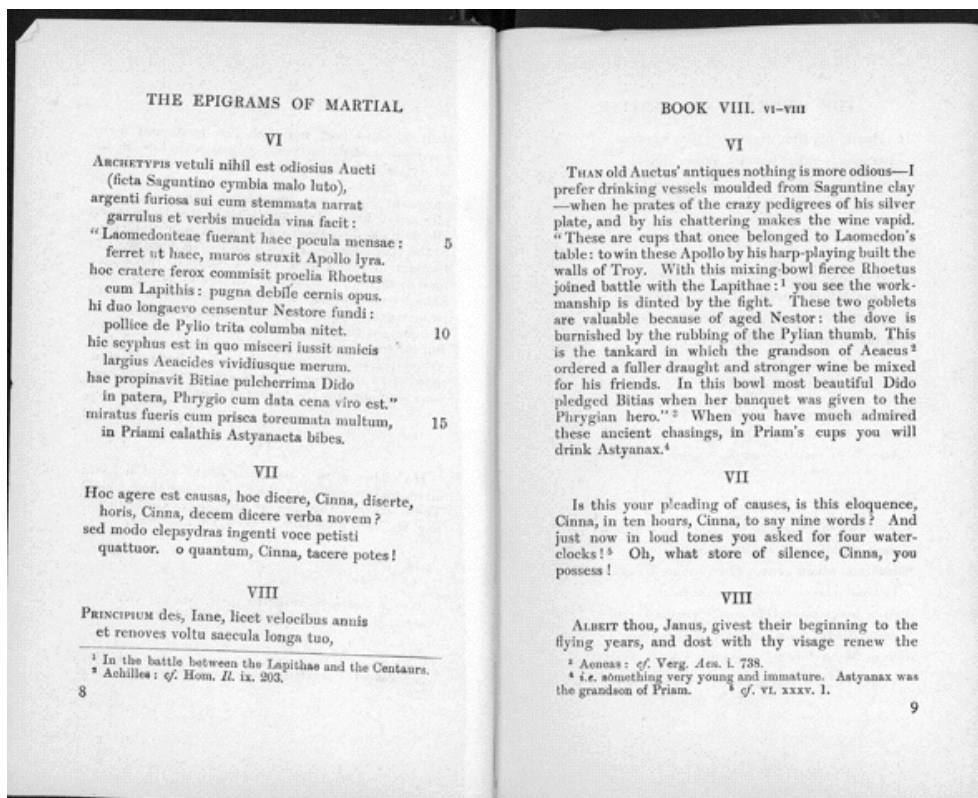 THE EPIGRAMS OF MARTIAL
VI
ARCHETYPIS vetuli nihil est odiosius Aucti
(ficta Saguntino cymbia malo luto),
argenti furiosa sui cum stemmata narrat
garrulus et verbis mucida vina facit:
"Laomedonteae fuerant haec pocula mensae: 5
ferret ut haec, muros struxit Apollo lyra.
hoc cratere ferox commisit proelia Rhoetus
cum Lapithis: pugna debile cernis opus.
hi duo longaevo censentur Nestore fundi:
pollice de Pylio trita columba nitet. 10
hic scyphus est in quo misceri iussit amicis
largius Aeacides vividiusque merum.
hac propinavit Bitiae pulcherrima Dido
in patera, Phrygio cum data cena viro est."
miratus fueris cum prisca toreumata multum, 15
in Priami calathis Astyanacta bibes.
VII
Hoc agere est causas, hoc dicere, Cinna, diserte,
horis, Cinna, decem dicere verba novem?
sed modo clepsydras ingenti voce petisti
quattuor. o quantum, Cinna, tacere potes!
VIII
PRINCIPIUM des, Iane, licet velocibus annis
et renoves voltu saecula longa tuo,
¹ In the battle between the Lapithae and the Centaurs.
² Achilles: cf. Hom. Il. ix. 203.
8
BOOK VIII. VI-VIII
VI
THAN old Auctus' antiques nothing is more odious—I
prefer drinking vessels moulded from Saguntine clay
—when he prates of the crazy pedigrees of his silver
plate, and by his chattering makes the wine vapid.
"These are cups that once belonged to Laomedon's
table: to win these Apollo by his harp-playing built the
walls of Troy. With this mixing-bowl fierce Rhoetus
joined battle with the Lapithae:¹ you see the work-
manship is dinted by the fight. These two goblets
are valuable because of aged Nestor: the dove is
burnished by the rubbing of the Pylian thumb. This
is the tankard in which the grandson of Aeacus²
ordered a fuller draught and stronger wine be mixed
for his friends. In this bowl most beautiful Dido
pledged Bitias when her banquet was given to the
Phrygian hero."³ When you have much admired
these ancient chasings, in Priam's cups you will
drink Astyanax.⁴
VII
Is this your pleading of causes, is this eloquence,
Cinna, in ten hours, Cinna, to say nine words? And
just now in loud tones you asked for four water-
clocks!⁵ Oh, what store of silence, Cinna, you
possess!
VIII
ALBEIT thou, Janus, givest their beginning to the
flying years, and dost with thy visage renew the
³ Aeneas: cf. Verg. Aen. i. 738.
⁴ i.e. something very young and immature. Astyanax was
the grandson of Priam. ⁵ cf. VI. xxxv. 1.
9